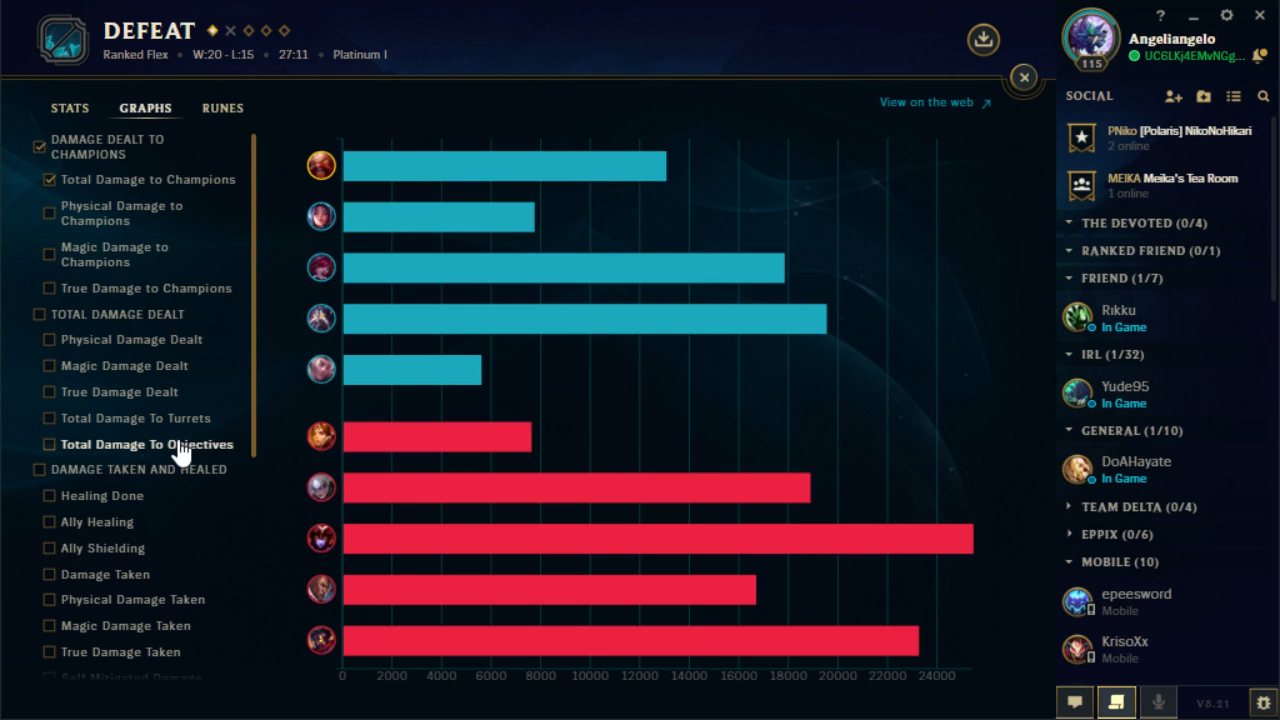 DEFEAT
Ranked Flex • W:20 - L:15 • 27:11 • Platinum I
STATS
GRAPHS
RUNES
View on the web
DAMAGE DEALT TO
CHAMPIONS
Total Damage to Champions
Physical Damage to
Champions
Magic Damage to
Champions
True Damage to Champions
TOTAL DAMAGE DEALT
Physical Damage Dealt
Magic Damage Dealt
True Damage Dealt
Total Damage To Turrets
Total Damage To Objectives
DAMAGE TAKEN AND HEALED
Healing Done
Ally Healing
Ally Shielding
Damage Taken
Physical Damage Taken
Magic Damage Taken
True Damage Taken
Self Mitigated Damage
0 2000 4000 6000 8000 10000 12000 14000 16000 18000 20000 22000 24000
?
Angeliangelo
UC6LKj4EMvNGg...
115
SOCIAL
PNiko [Polaris] NikoNoHikari
2 online
MEIKA Meika's Tea Room
1 online
THE DEVOTED (0/4)
RANKED FRIEND (0/1)
FRIEND (1/7)
Rikku
In Game
IRL (1/32)
Yude95
In Game
GENERAL (1/10)
DoAHayate
In Game
TEAM DELTA (0/4)
EPPIX (0/6)
MOBILE (10)
epeesword
Mobile
KrisoXx
Mobile
V8.21